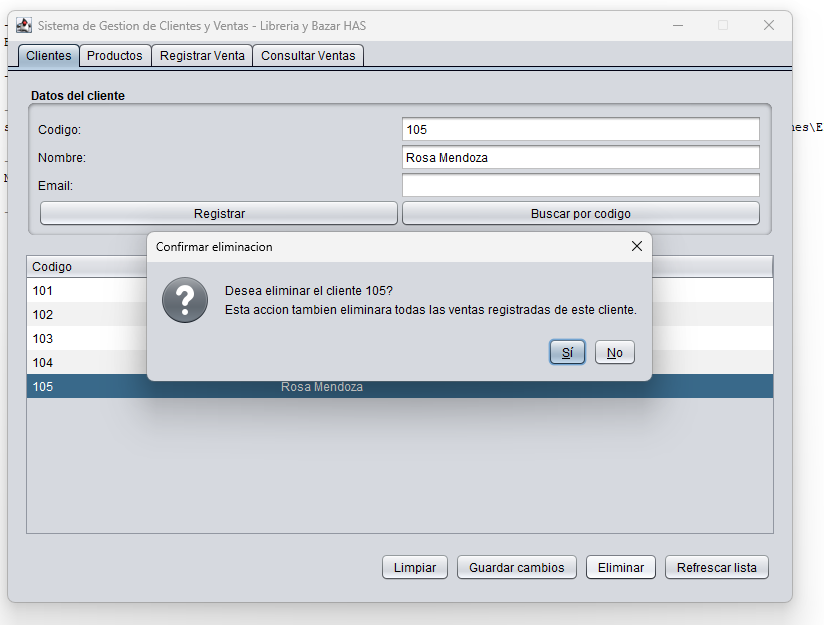 Sistema de Gestion de Clientes y Ventas - Libreria y Bazar HAS
Clientes Productos Registrar Venta Consultar Ventas
Datos del cliente
Codigo: 105
Nombre: Rosa Mendoza
Email:
Registrar Buscar por codigo
Confirmar eliminacion
Desea eliminar el cliente 105?
Esta accion tambien eliminara todas las ventas registradas de este cliente.
Sí No
Codigo
101
102
103
104
105 Rosa Mendoza
Limpiar Guardar cambios Eliminar Refrescar lista